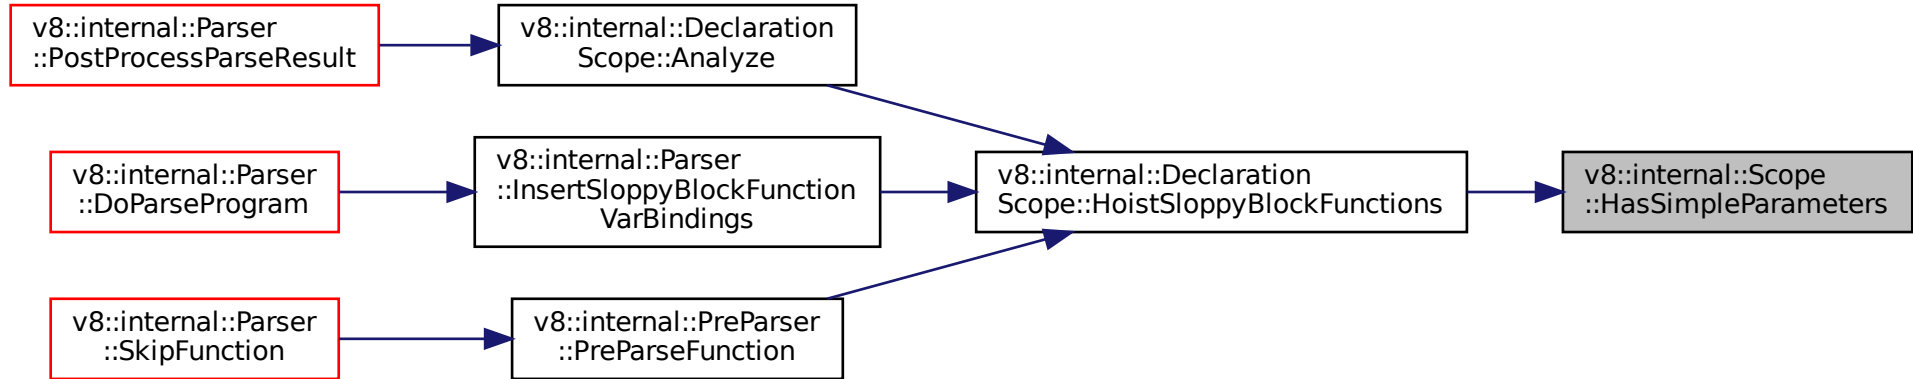 v8::internal::Parser
::PostProcessParseResult
v8::internal::Declaration
Scope::Analyze
v8::internal::Parser
::DoParseProgram
v8::internal::Parser
::InsertSloppyBlockFunction
VarBindings
v8::internal::Declaration
Scope::HoistSloppyBlockFunctions
v8::internal::Scope
::HasSimpleParameters
v8::internal::Parser
::SkipFunction
v8::internal::PreParser
::PreParseFunction